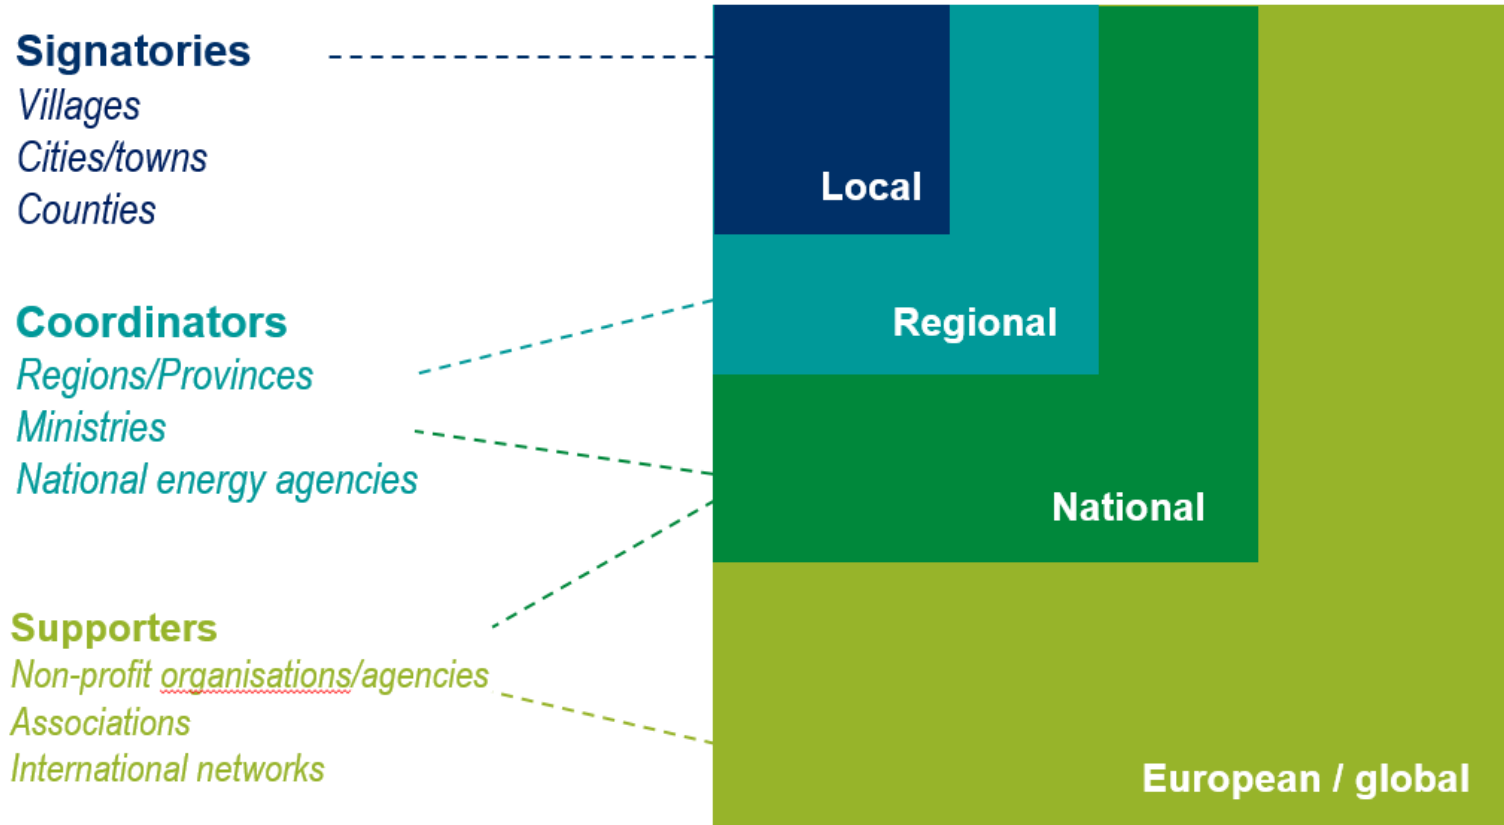 Signatories
Villages
Cities/towns
Counties
Local
Coordinators
Regions/Provinces
Ministries
National energy agencies
Regional
National
Supporters
Non-profit organisations/agencies
Associations
International networks
European / global